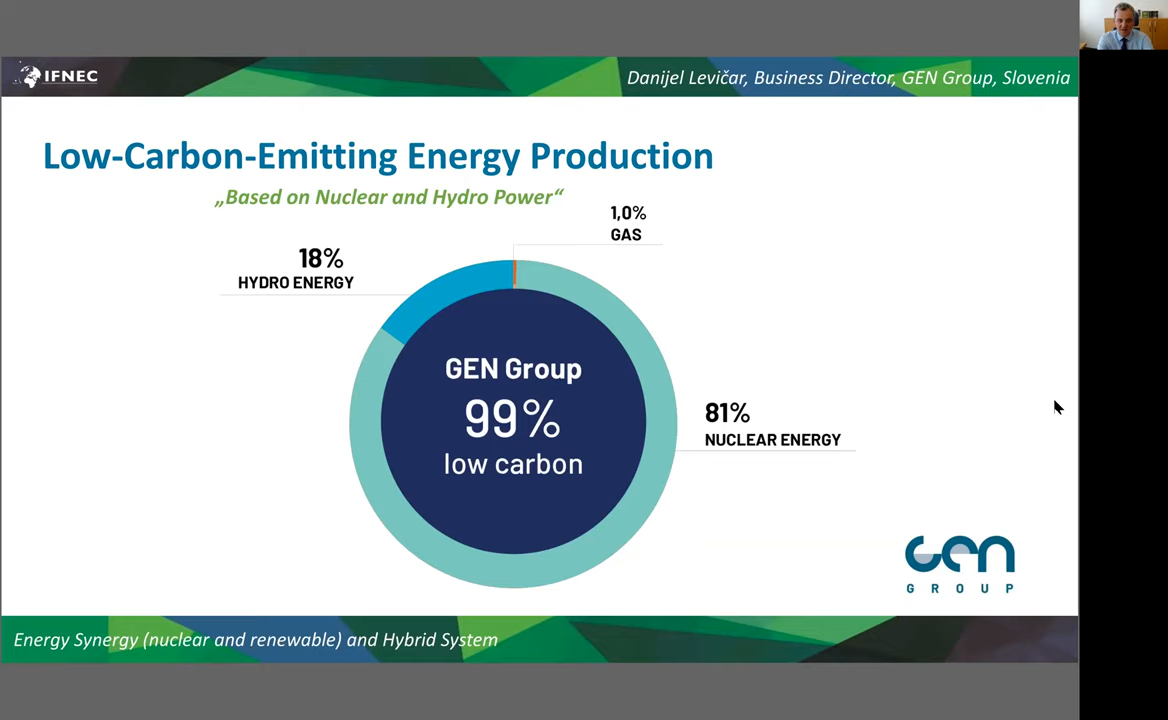 IFNEC
Danijel Levičar, Business Director, GEN Group, Slovenia
Low-Carbon-Emitting Energy Production
„Based on Nuclear and Hydro Power“
1,0%
GAS
18%
HYDRO ENERGY
GEN Group
99%
low carbon
81%
NUCLEAR ENERGY
gen
GROUP
Energy Synergy (nuclear and renewable) and Hybrid System